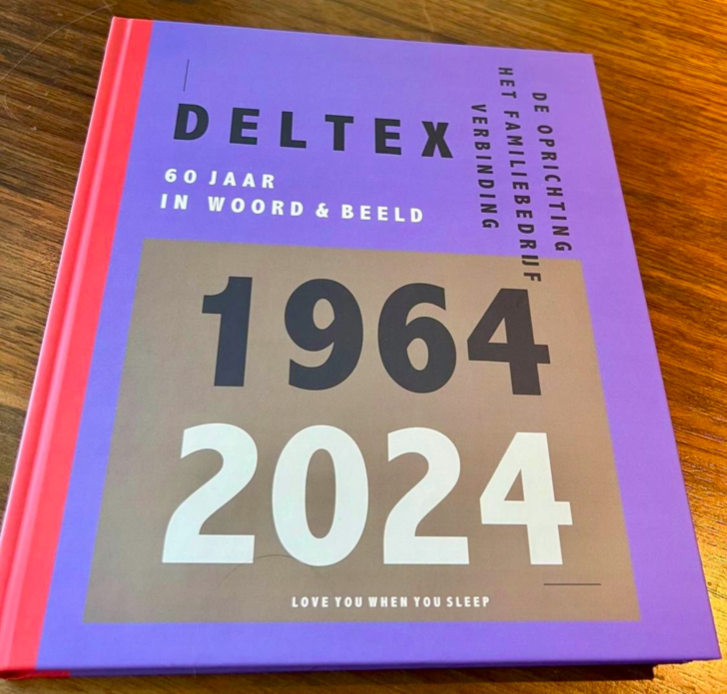 DELTEX
60 JAAR
IN WOORD & BEELD
DE OPRICHTING
HET FAMILIEBEDRIJF
VERBINDING
1964
2024
LOVE YOU WHEN YOU SLEEP